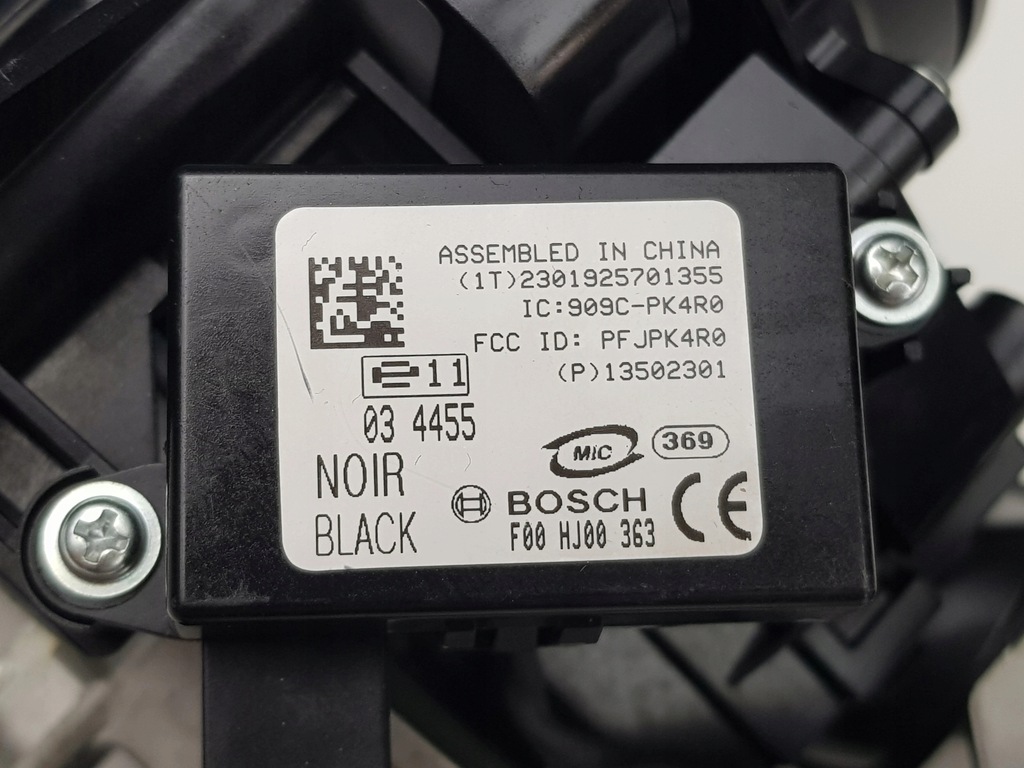 ASSEMBLED IN CHINA
(1T)2301925701355
IC:909C-PK4R0
FCC ID: PFJPK4R0
(P)13502301
e11
03 4455
NOIR
BLACK
MIC
369
BOSCH
F00 HJ00 363
CE